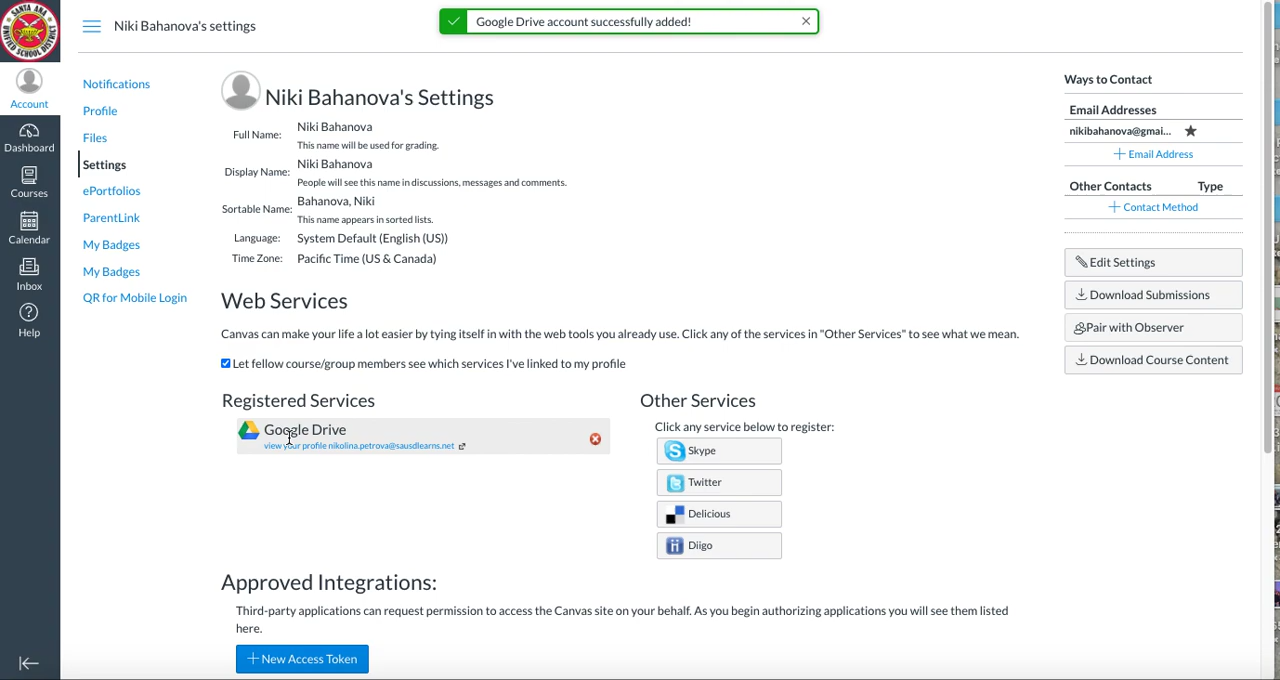 SANTA ANA
UNIFIED SCHOOL DISTRICT
Niki Bahanova's settings
Google Drive account successfully added!
Account
Dashboard
Courses
Calendar
Inbox
Help
Notifications
Profile
Files
Settings
ePortfolios
ParentLink
My Badges
My Badges
QR for Mobile Login
Niki Bahanova's Settings
Full Name: Niki Bahanova
This name will be used for grading.
Display Name: Niki Bahanova
People will see this name in discussions, messages and comments.
Sortable Name: Bahanova, Niki
This name appears in sorted lists.
Language: System Default (English (US))
Time Zone: Pacific Time (US & Canada)
Web Services
Canvas can make your life a lot easier by tying itself in with the web tools you already use. Click any of the services in "Other Services" to see what we mean.
Let fellow course/group members see which services I've linked to my profile
Registered Services
Google Drive
view your profile nikolina.petrova@sausdlearns.net
Other Services
Click any service below to register:
Skype
Twitter
Delicious
Diigo
Approved Integrations:
Third-party applications can request permission to access the Canvas site on your behalf. As you begin authorizing applications you will see them listed
here.
+ New Access Token
Ways to Contact
Email Addresses
nikibahanova@gmai...
+ Email Address
Other Contacts Type
+ Contact Method
Edit Settings
Download Submissions
Pair with Observer
Download Course Content